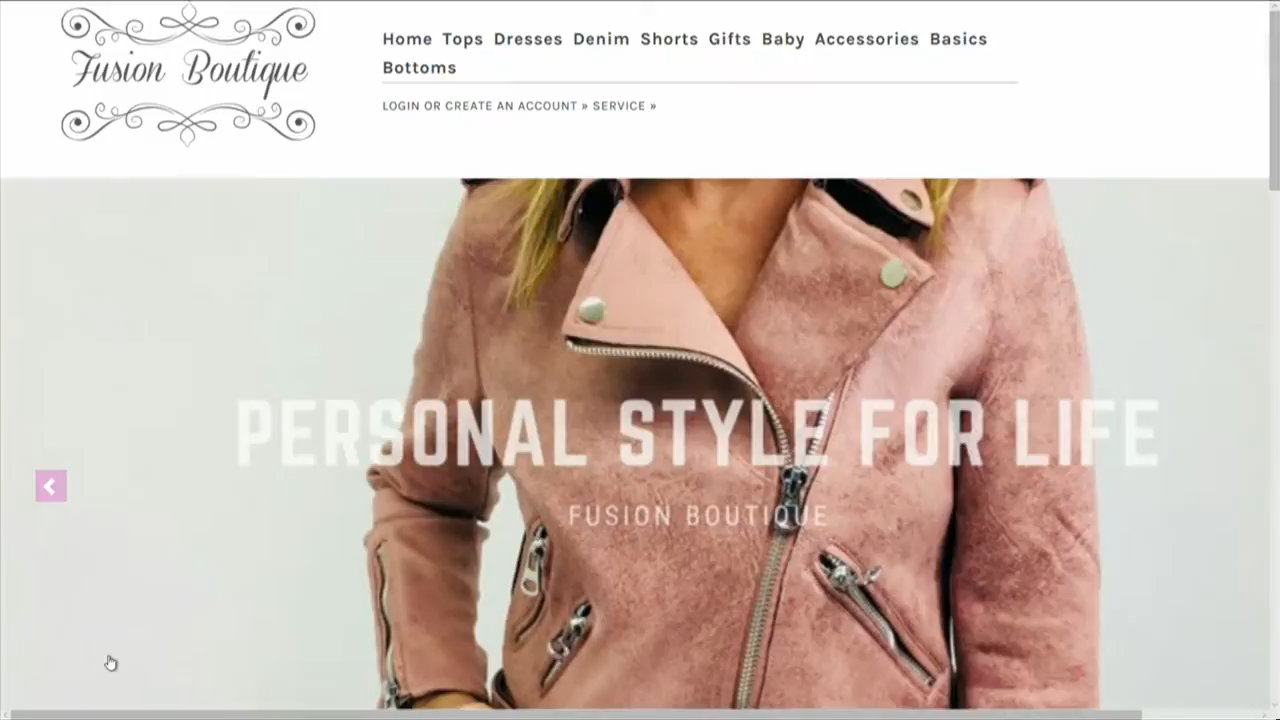 Fusion Boutique
Home Tops Dresses Denim Shorts Gifts Baby Accessories Basics
Bottoms
LOGIN OR CREATE AN ACCOUNT » SERVICE »
PERSONAL STYLE FOR LIFE
FUSION BOUTIQUE